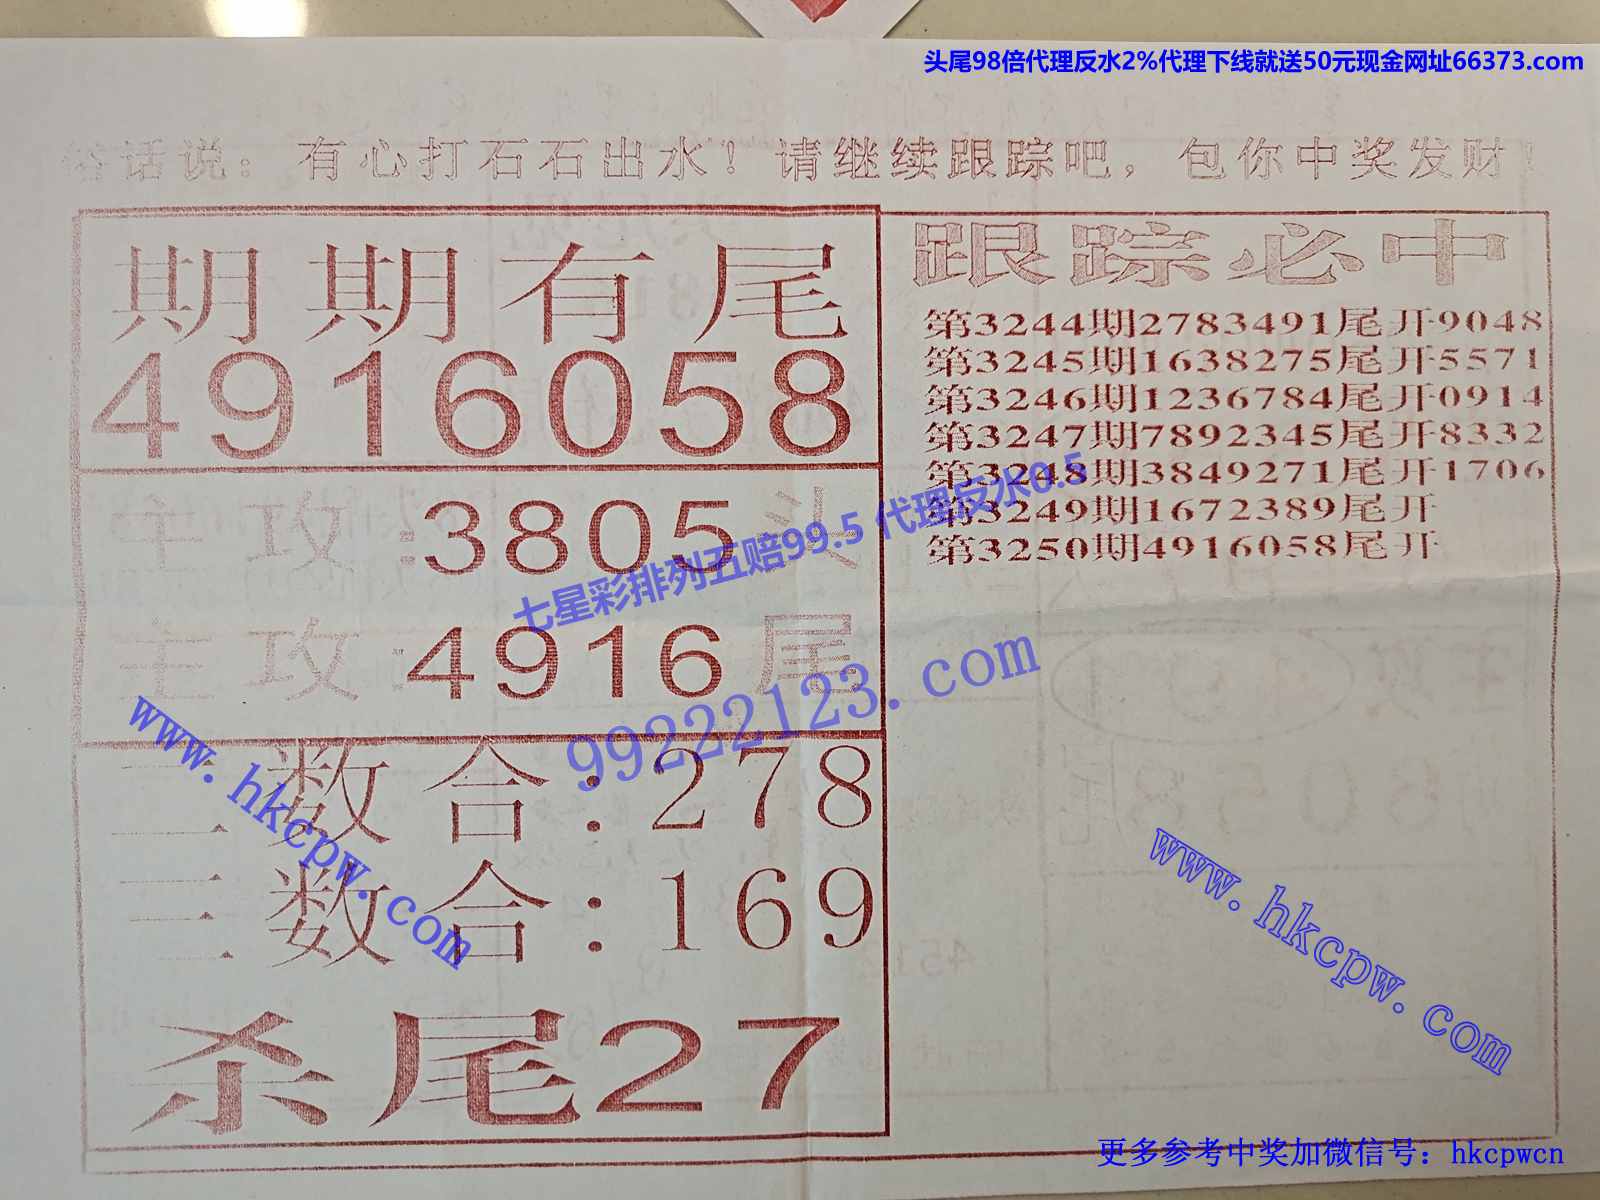 头尾98倍代理反水2%代理下线就送50元现金网址66373.com
俗话说：有心打石石出水！请继续跟踪吧，包你中奖发财！
期期有尾
4916058
主攻:3805头
主攻:4916尾
二数合:278
三数合:169
杀尾27
跟踪必中
第3244期2783491尾开9048
第3245期1638275尾开5571
第3246期1236784尾开0914
第3247期7892345尾开8332
第3248期3849271尾开1706
第3249期1672389尾开
第3250期4916058尾开
七星彩排列五赔99.5 代理反水0.5
99222123.com
www.hkcpw.com
www.hkcpw.com
更多参考中奖加微信号：hkcpwcn